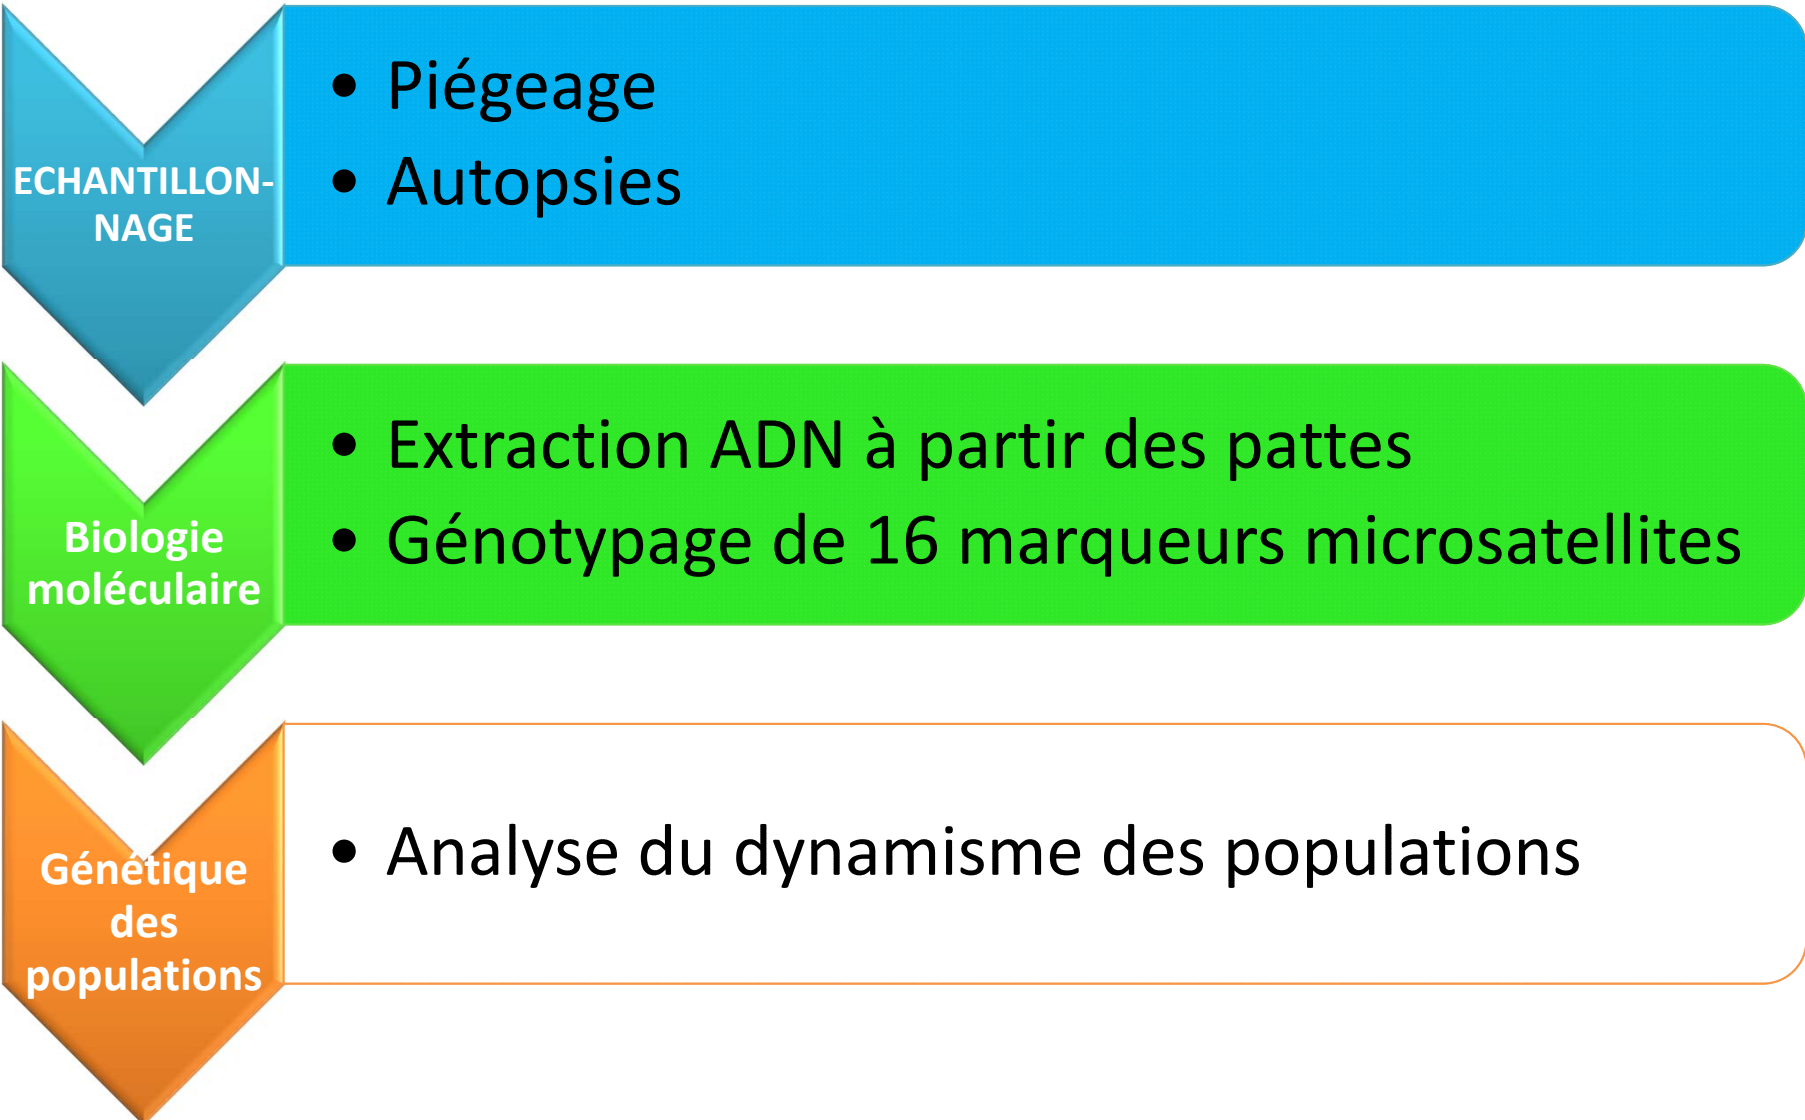 ECHANTILLON-
NAGE
• Piégeage
• Autopsies
Biologie
moléculaire
• Extraction ADN à partir des pattes
• Génotypage de 16 marqueurs microsatellites
Génétique
des
populations
• Analyse du dynamisme des populations